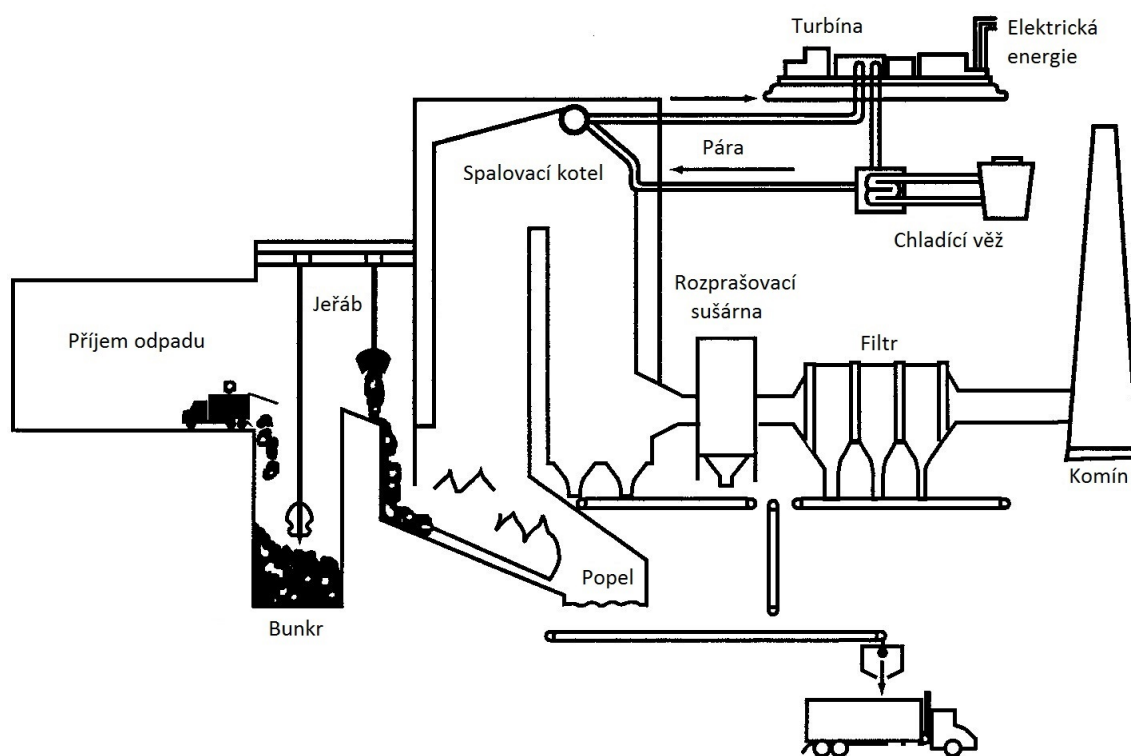 Turbína
Elektrická
energie
Pára
Spalovací kotel
Chladící věž
Jeřáb
Rozprašovací
sušárna
Příjem odpadu
Filtr
Komín
Popel
Bunkr